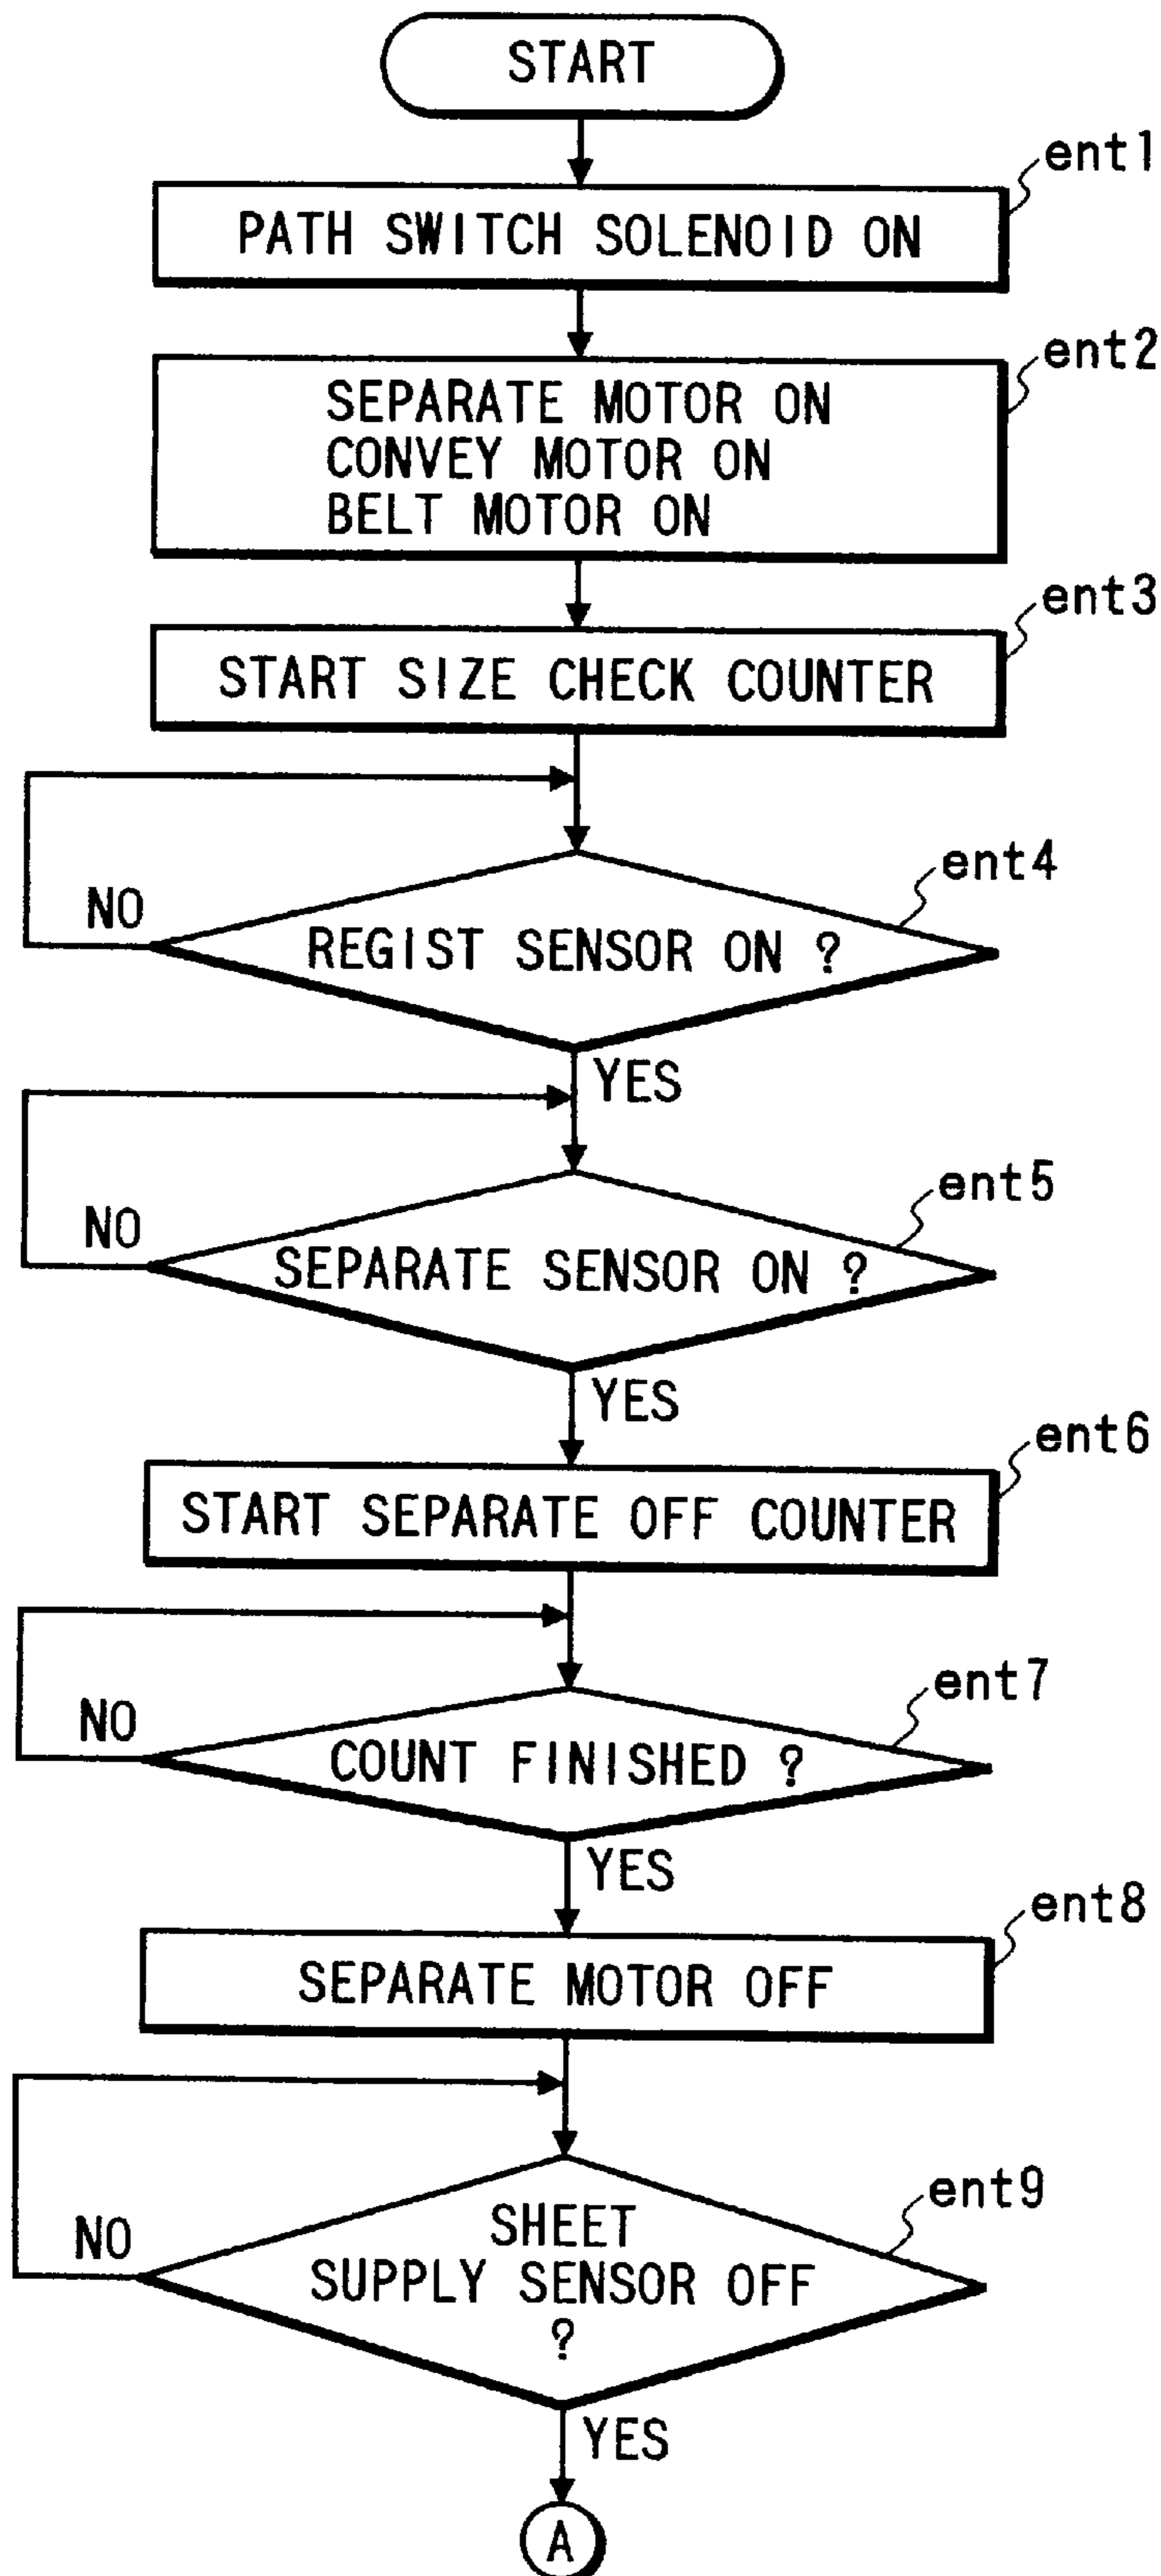 START
ent1
PATH SWITCH SOLENOID ON
ent2
SEPARATE MOTOR ON
CONVEY MOTOR ON
BELT MOTOR ON
ent3
START SIZE CHECK COUNTER
ent4
NO
REGIST SENSOR ON ?
YES
ent5
NO
SEPARATE SENSOR ON ?
YES
ent6
START SEPARATE OFF COUNTER
ent7
NO
COUNT FINISHED ?
YES
ent8
SEPARATE MOTOR OFF
ent9
NO
SHEET
SUPPLY SENSOR OFF
?
YES
A